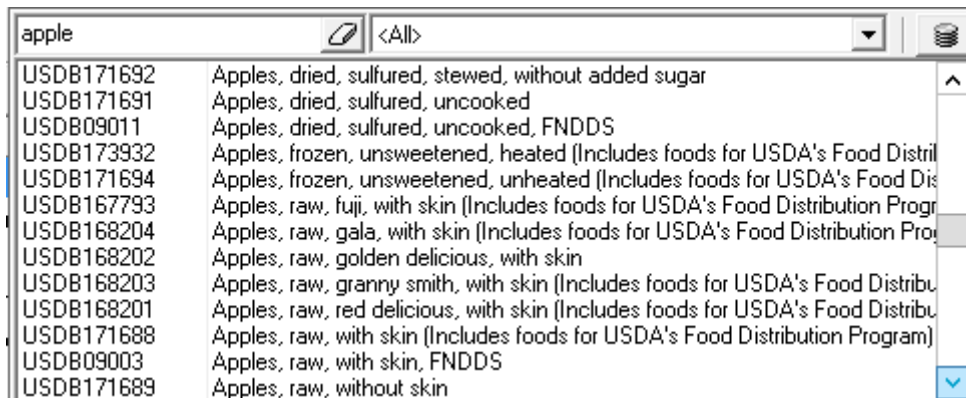 apple <All>
USDB171692 Apples, dried, sulfured, stewed, without added sugar
USDB171691 Apples, dried, sulfured, uncooked
USDB09011 Apples, dried, sulfured, uncooked, FNDDS
USDB173932 Apples, frozen, unsweetened, heated (Includes foods for USDA's Food Distril
USDB171694 Apples, frozen, unsweetened, unheated (Includes foods for USDA's Food Dis
USDB167793 Apples, raw, fuji, with skin (Includes foods for USDA's Food Distribution Progr
USDB168204 Apples, raw, gala, with skin (Includes foods for USDA's Food Distribution Pro
USDB168202 Apples, raw, golden delicious, with skin
USDB168203 Apples, raw, granny smith, with skin (Includes foods for USDA's Food Distribu
USDB168201 Apples, raw, red delicious, with skin (Includes foods for USDA's Food Distribu
USDB171688 Apples, raw, with skin (Includes foods for USDA's Food Distribution Program)
USDB09003 Apples, raw, with skin, FNDDS
USDB171689 Apples, raw, without skin